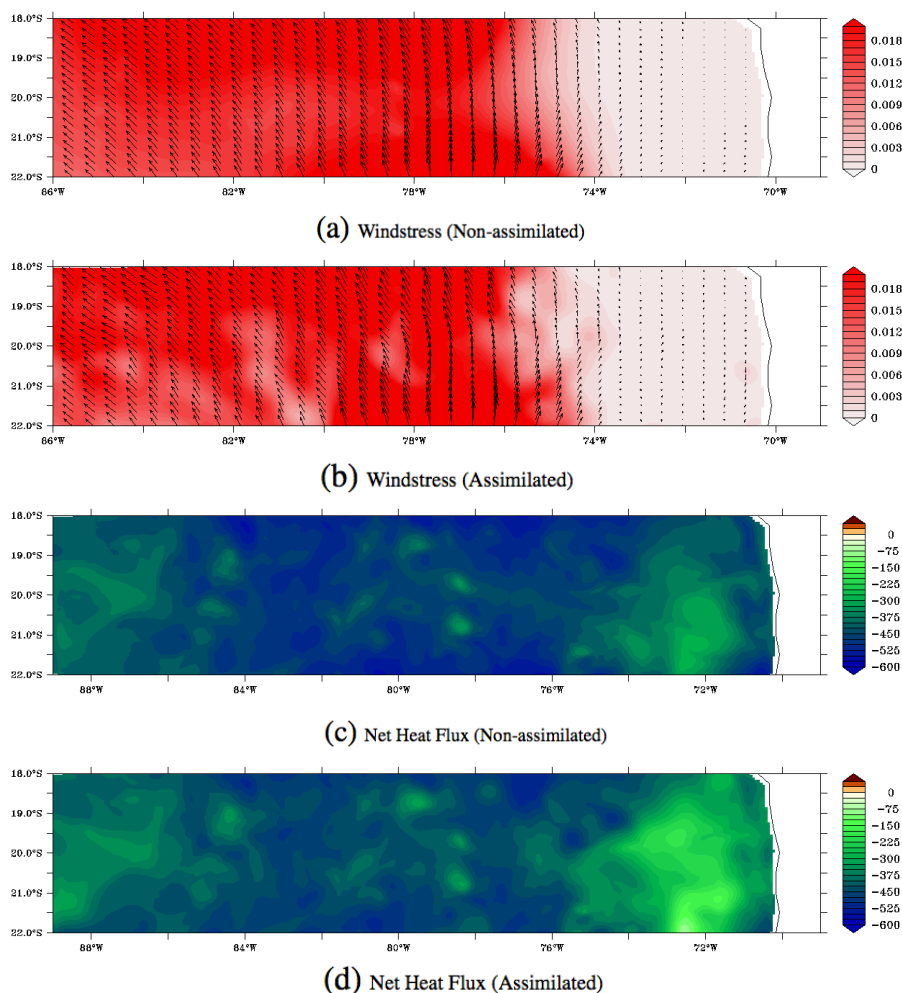 18.0°S
19.0°S
20.0°S
21.0°S
22.0°S
86°W 82°W 78°W 74°W 70°W
0.018
0.015
0.012
0.009
0.006
0.003
0
(a) Windstress (Non-assimilated)
18.0°S
19.0°S
20.0°S
21.0°S
22.0°S
86°W 82°W 78°W 74°W 70°W
0.018
0.015
0.012
0.009
0.006
0.003
0
(b) Windstress (Assimilated)
18.0°S
19.0°S
20.0°S
21.0°S
22.0°S
88°W 84°W 80°W 76°W 72°W
0
-75
-150
-225
-300
-375
-450
-525
-600
(c) Net Heat Flux (Non-assimilated)
18.0°S
19.0°S
20.0°S
21.0°S
22.0°S
88°W 84°W 80°W 76°W 72°W
0
-75
-150
-225
-300
-375
-450
-525
-600
(d) Net Heat Flux (Assimilated)